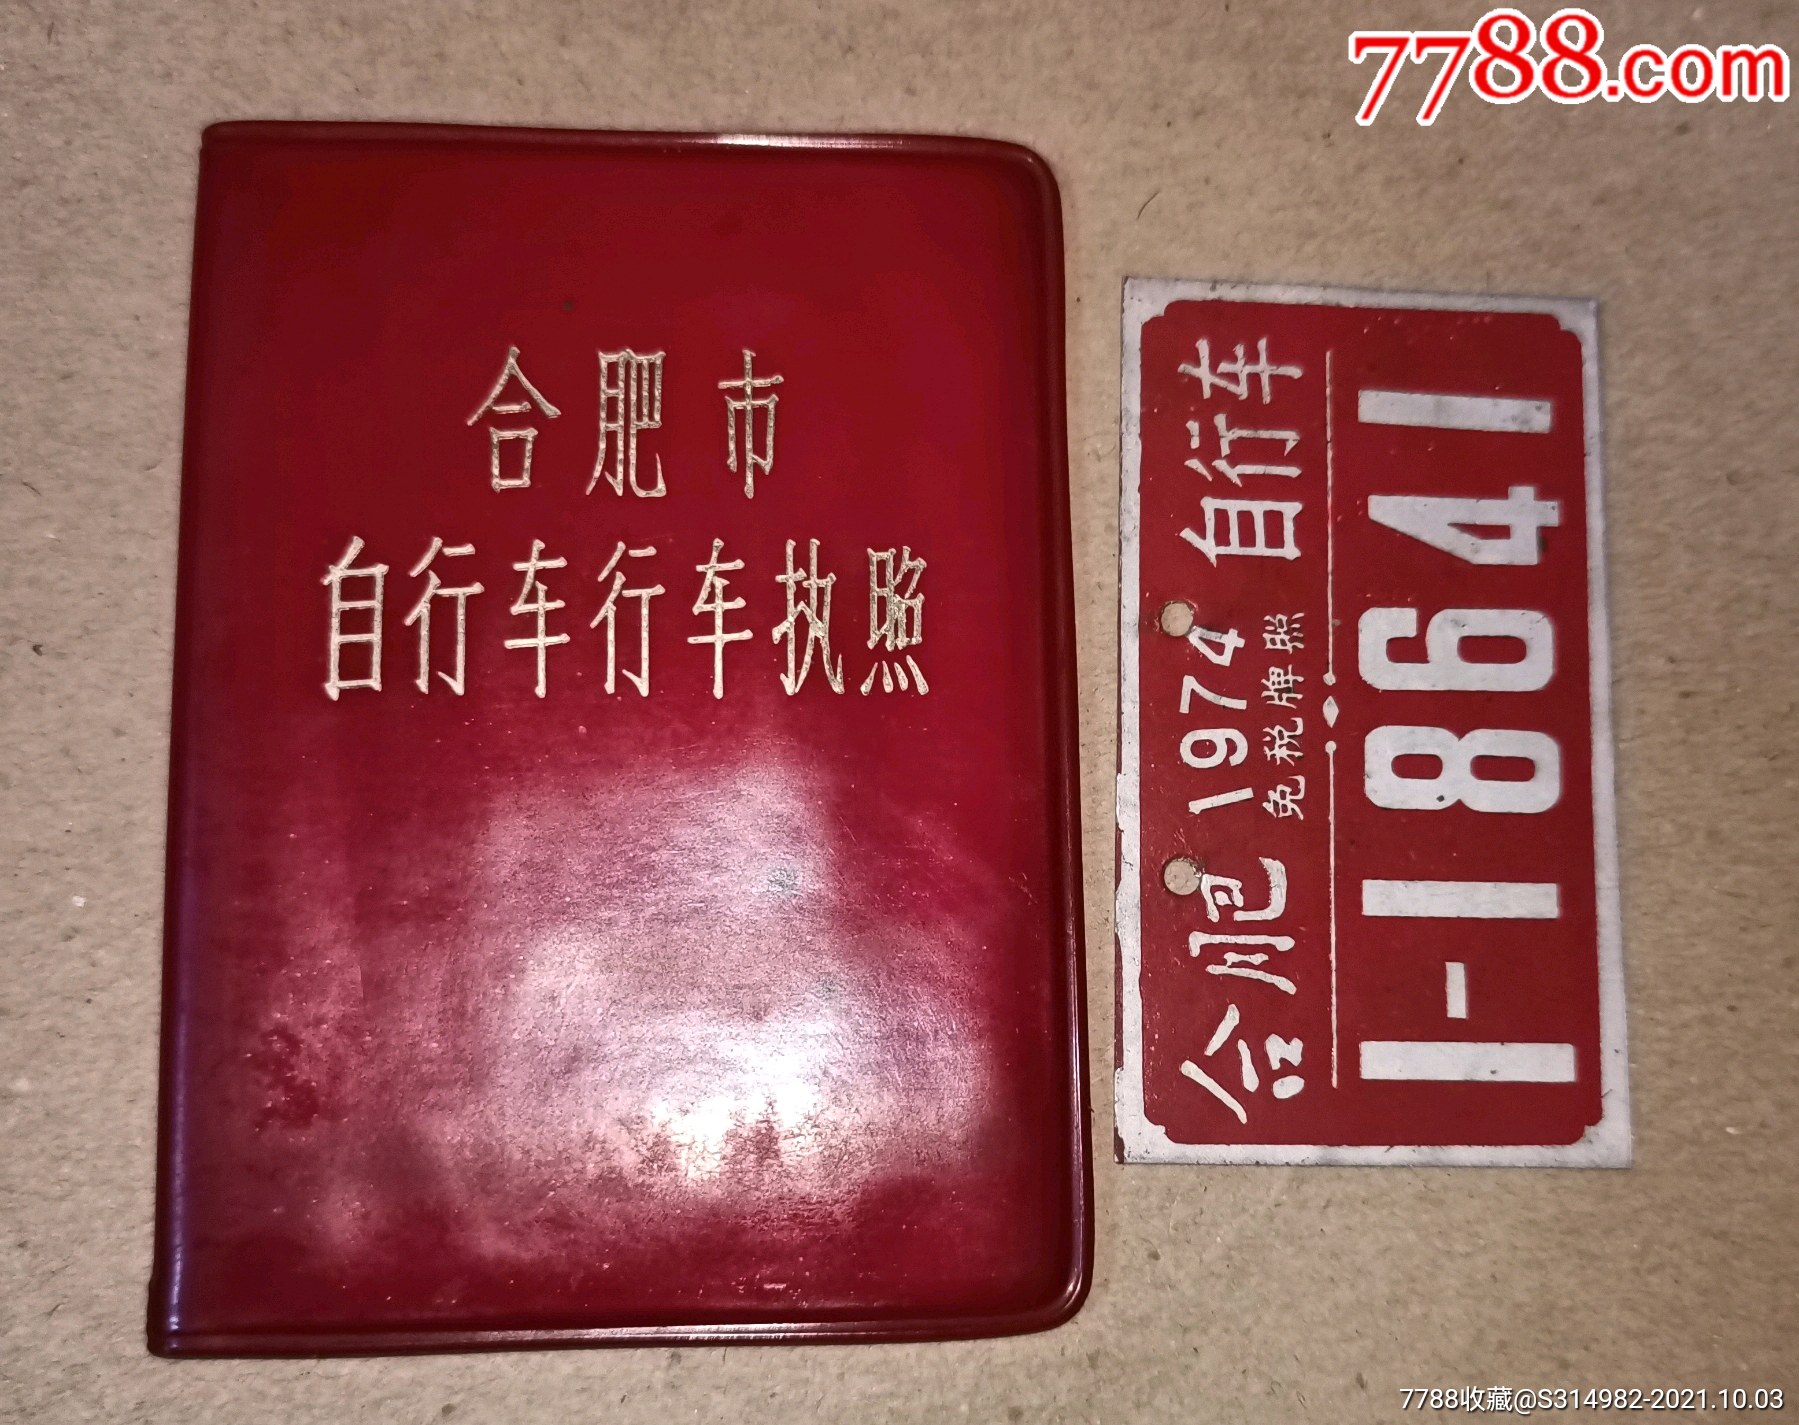 7788.com
合肥市
自行车行车执照
合肥 1974 自行车
免税牌照
1-18641
7788收藏@S314982-2021.10.03